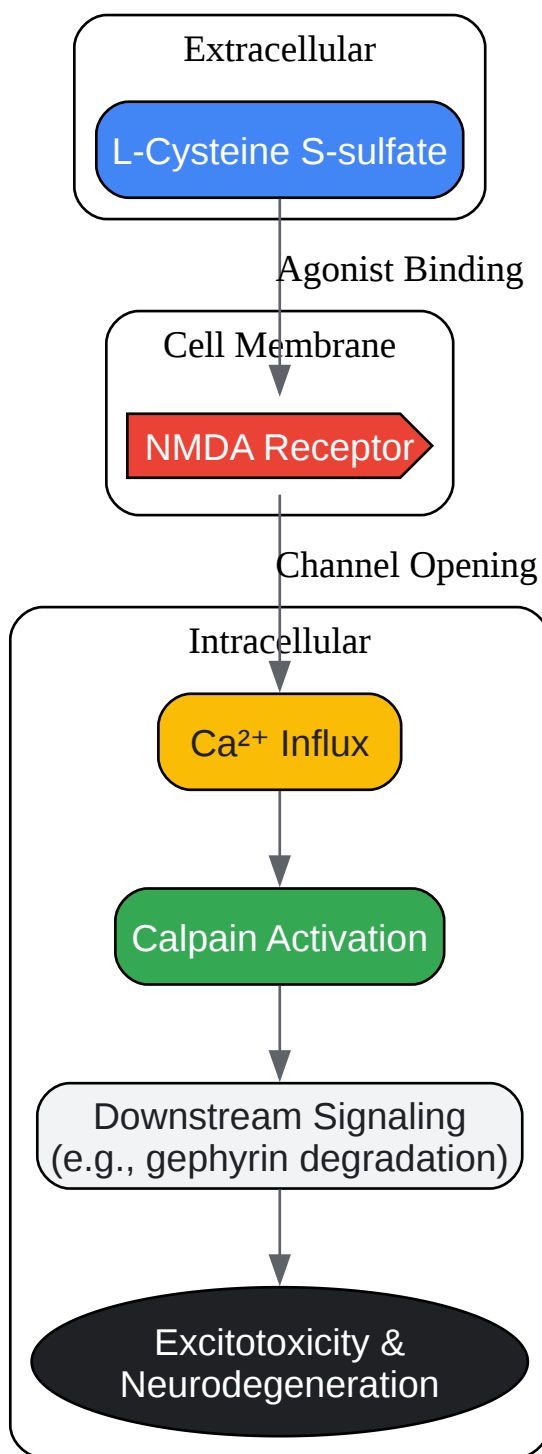 Extracellular
L-Cysteine S-sulfate
Agonist Binding
Cell Membrane
NMDA Receptor
Channel Opening
Intracellular
Ca²⁺ Influx
Calpain Activation
Downstream Signaling
(e.g., gephyrin degradation)
Excitotoxicity &
Neurodegeneration